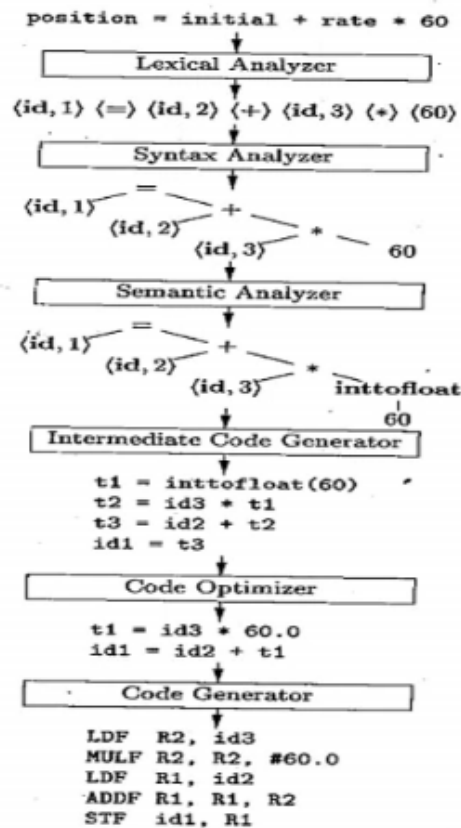 position = initial + rate * 60
Lexical Analyzer
⟨id, 1⟩ ⟨=⟩ ⟨id, 2⟩ ⟨+⟩ ⟨id, 3⟩ ⟨*⟩ ⟨60⟩
Syntax Analyzer
=
⟨id, 1⟩ +
⟨id, 2⟩ *
⟨id, 3⟩ 60
Semantic Analyzer
=
⟨id, 1⟩ +
⟨id, 2⟩ *
⟨id, 3⟩ inttofloat
60
Intermediate Code Generator
t1 = inttofloat(60)
t2 = id3 * t1
t3 = id2 + t2
id1 = t3
Code Optimizer
t1 = id3 * 60.0
id1 = id2 + t1
Code Generator
LDF R2, id3
MULF R2, R2, #60.0
LDF R1, id2
ADDF R1, R1, R2
STF id1, R1